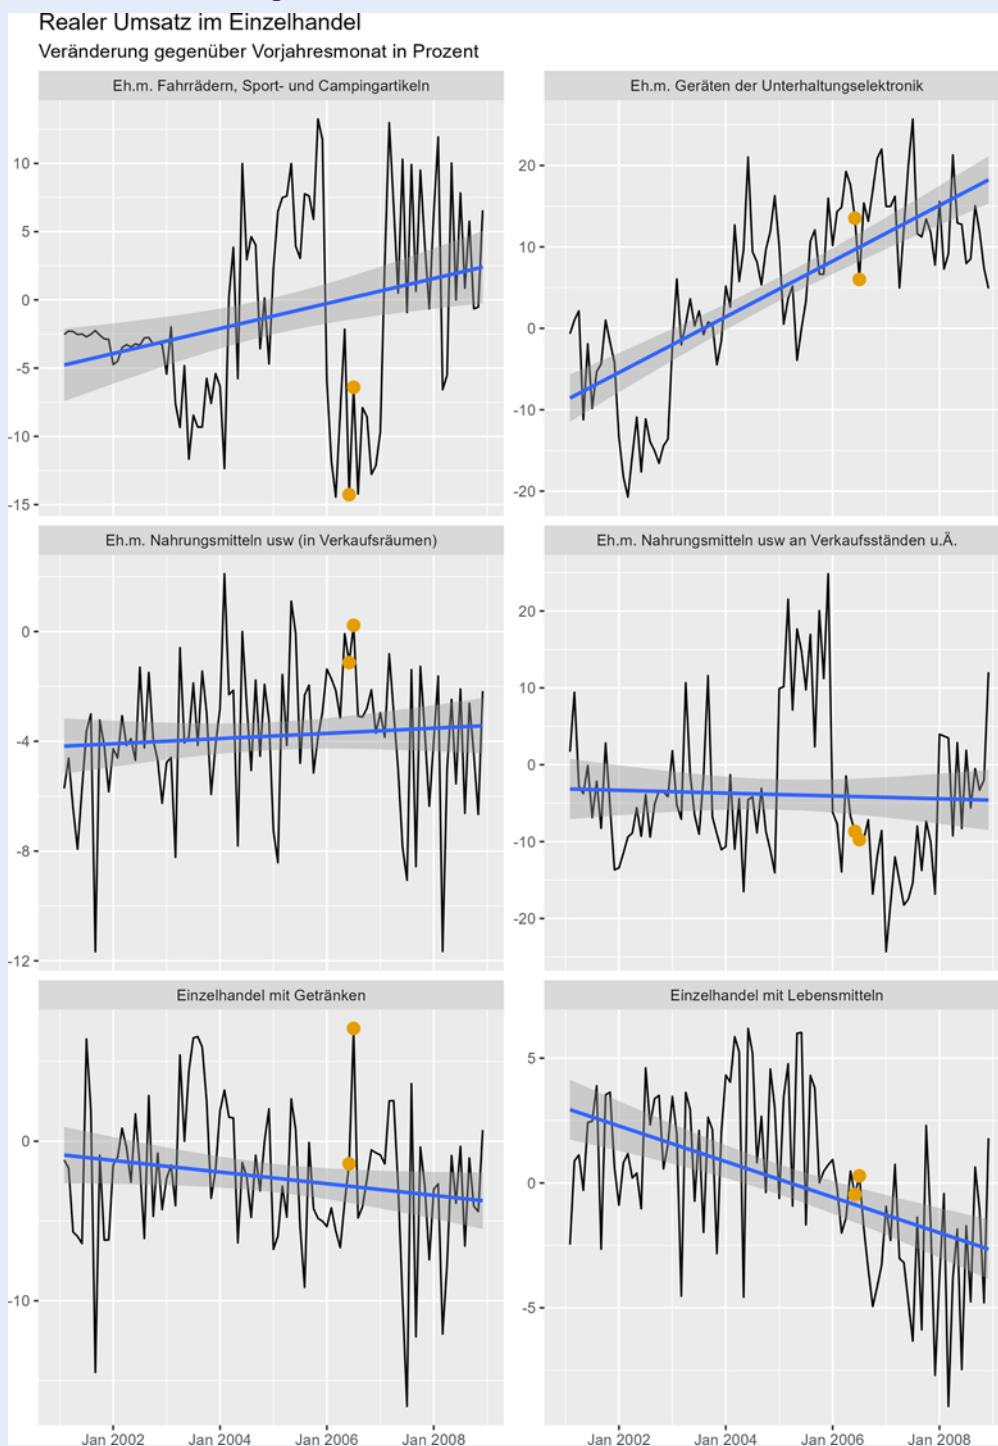 Realer Umsatz im Einzelhandel
Veränderung gegenüber Vorjahresmonat in Prozent
Eh.m. Fahrrädern, Sport- und Campingartikeln
Eh.m. Geräten der Unterhaltungselektronik
10
5
0
-5
-10
-15
20
10
0
-10
-20
Eh.m. Nahrungsmitteln usw (in Verkaufsräumen)
Eh.m. Nahrungsmitteln usw an Verkaufsständen u.Ä.
0
-4
-8
-12
20
10
0
-10
-20
Einzelhandel mit Getränken
Einzelhandel mit Lebensmitteln
0
-10
5
0
-5
Jan 2002 Jan 2004 Jan 2006 Jan 2008
Jan 2002 Jan 2004 Jan 2006 Jan 2008